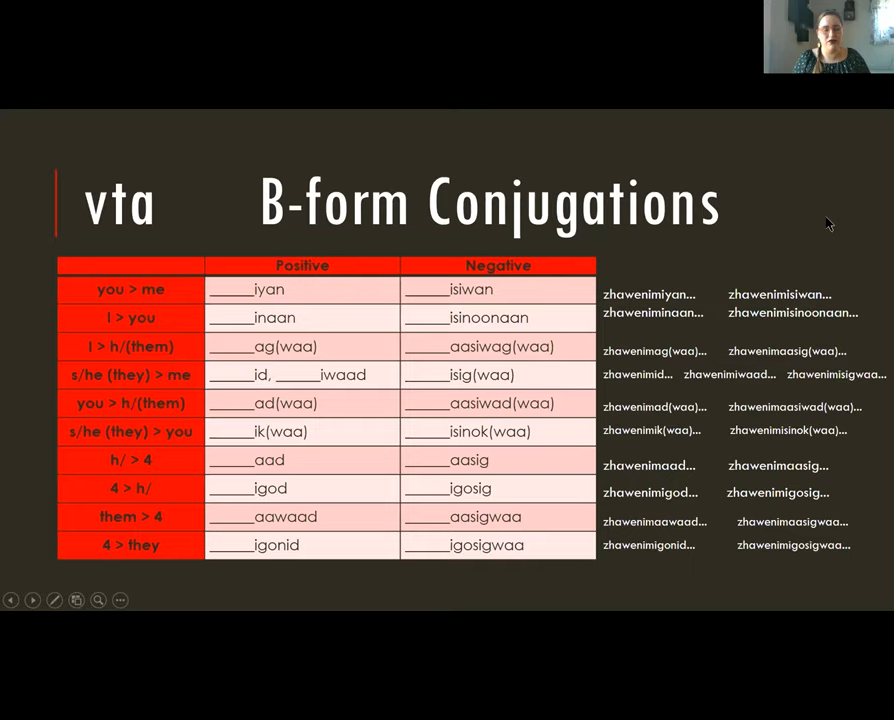 vta B-form Conjugations
Positive Negative
you > me ______iyan ______isiwan zhawenimiyan... zhawenimisiwan...
I > you ______inaan ______isinoonaan zhaweniminaan... zhawenimisinoonaan...
I > h/(them) ______ag(waa) ______aasiwag(waa) zhawenimag(waa)... zhawenimaasig(waa)...
s/he (they) > me ______id, ______iwaad ______isig(waa) zhawenimid... zhawenimiwaad... zhawenimisigwaa...
you > h/(them) ______ad(waa) ______aasiwad(waa) zhawenimad(waa)... zhawenimaasiwad(waa)...
s/he (they) > you ______ik(waa) ______isinok(waa) zhawenimik(waa)... zhawenimisinok(waa)...
h/ > 4 ______aad ______aasig zhawenimaad... zhawenimaasig...
4 > h/ ______igod ______igosig zhawenimigod... zhawenimigosig...
them > 4 ______aawaad ______aasigwaa zhawenimaawaad... zhawenimaasigwaa...
4 > they ______igonid ______igosigwaa zhawenimigonid... zhawenimigosigwaa...